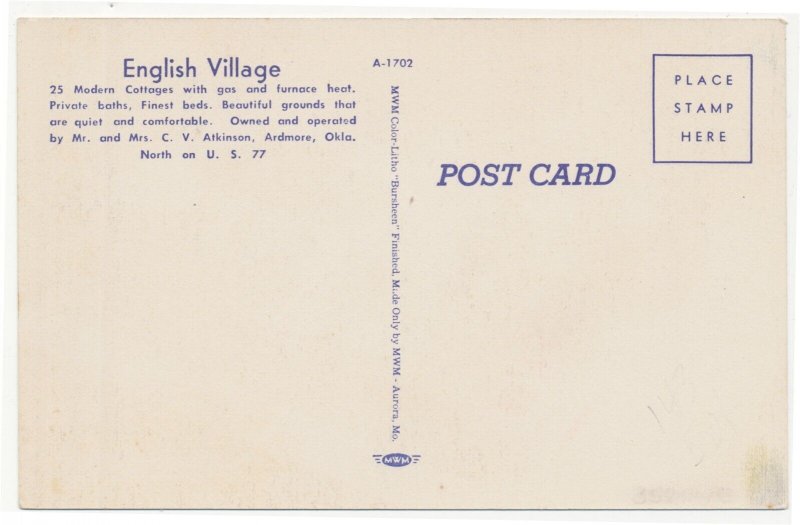 English Village
25 Modern Cottages with gas and furnace heat.
Private baths, Finest beds. Beautiful grounds that
are quiet and comfortable. Owned and operated
by Mr. and Mrs. C. V. Atkinson, Ardmore, Okla.
North on U. S. 77
A-1702
MWM Color-Litho "Bursheen" Finished, Made Only by MWM - Aurora, Mo.
MWM
POST CARD
PLACE
STAMP
HERE